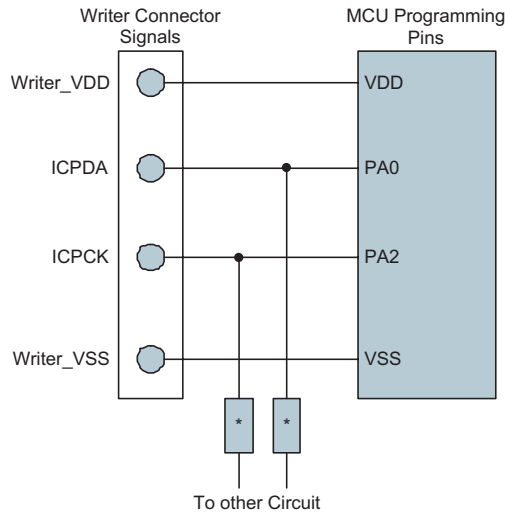 Writer Connector
Signals
MCU Programming
Pins
Writer_VDD
VDD
ICPDA
PA0
ICPCK
PA2
Writer_VSS
VSS
*
*
To other Circuit